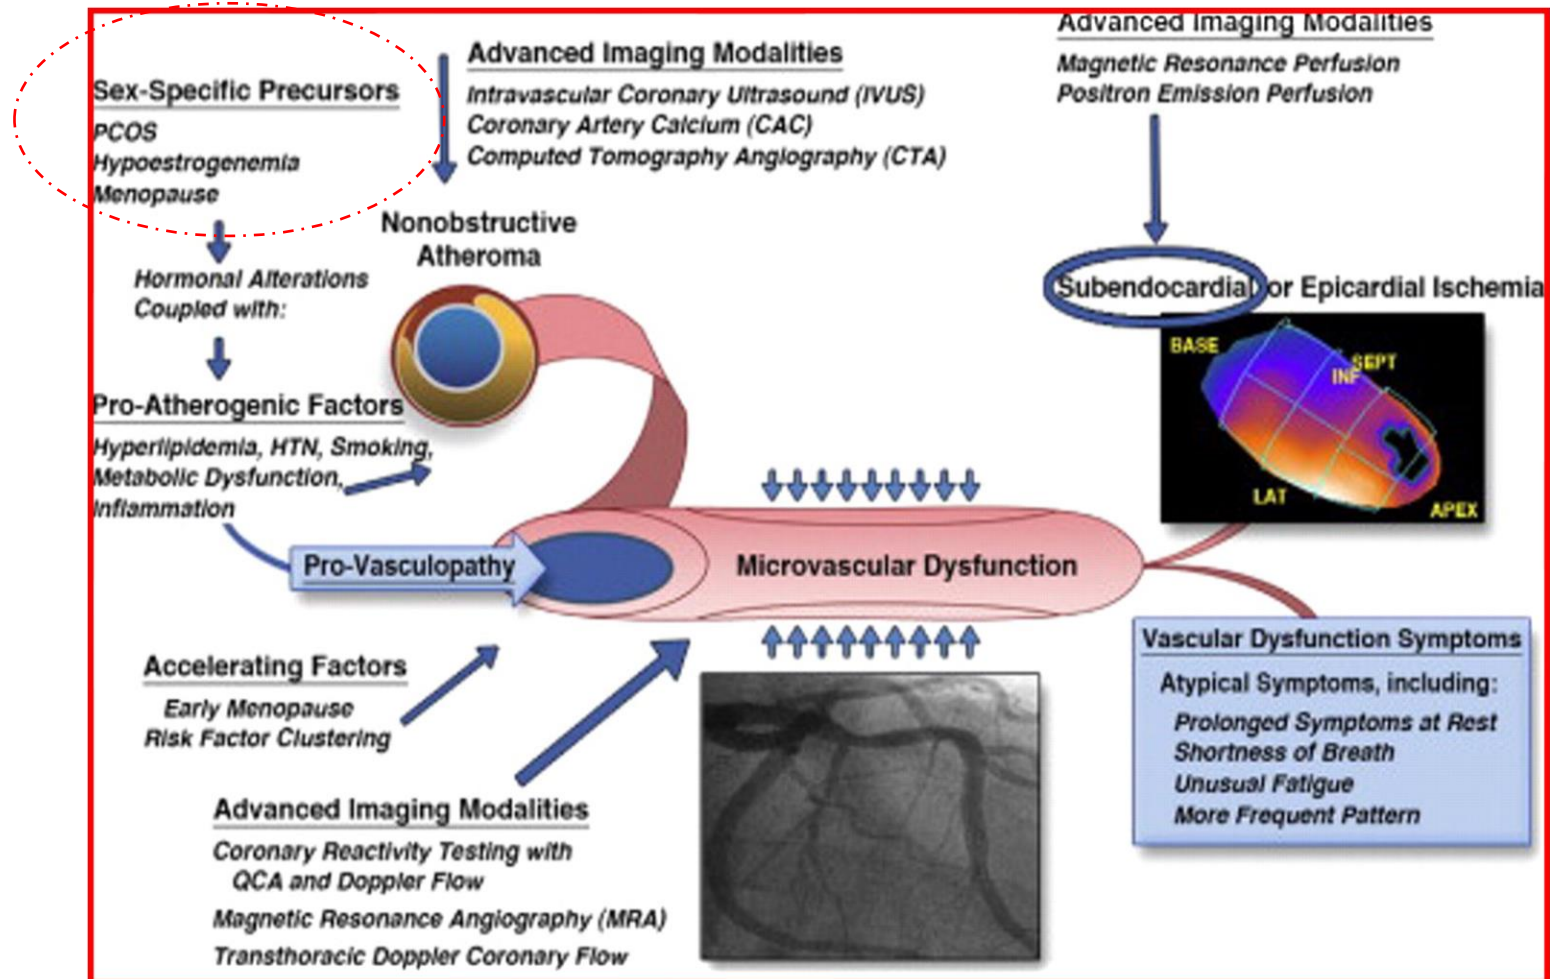 Sex-Specific Precursors
PCOS
Hypoestrogenemia
Menopause
Hormonal Alterations
Coupled with:
Pro-Atherogenic Factors
Hyperlipidemia, HTN, Smoking,
Metabolic Dysfunction,
Inflammation
Advanced Imaging Modalities
Intravascular Coronary Ultrasound (IVUS)
Coronary Artery Calcium (CAC)
Computed Tomography Angiography (CTA)
Nonobstructive
Atheroma
Advanced Imaging Modalities
Magnetic Resonance Perfusion
Positron Emission Perfusion
Subendocardial or Epicardial Ischemia
BASE
SEPT
INF
LAT
APEX
Pro-Vasculopathy
Microvascular Dysfunction
Accelerating Factors
Early Menopause
Risk Factor Clustering
Advanced Imaging Modalities
Coronary Reactivity Testing with
QCA and Doppler Flow
Magnetic Resonance Angiography (MRA)
Transthoracic Doppler Coronary Flow
Vascular Dysfunction Symptoms
Atypical Symptoms, including:
Prolonged Symptoms at Rest
Shortness of Breath
Unusual Fatigue
More Frequent Pattern